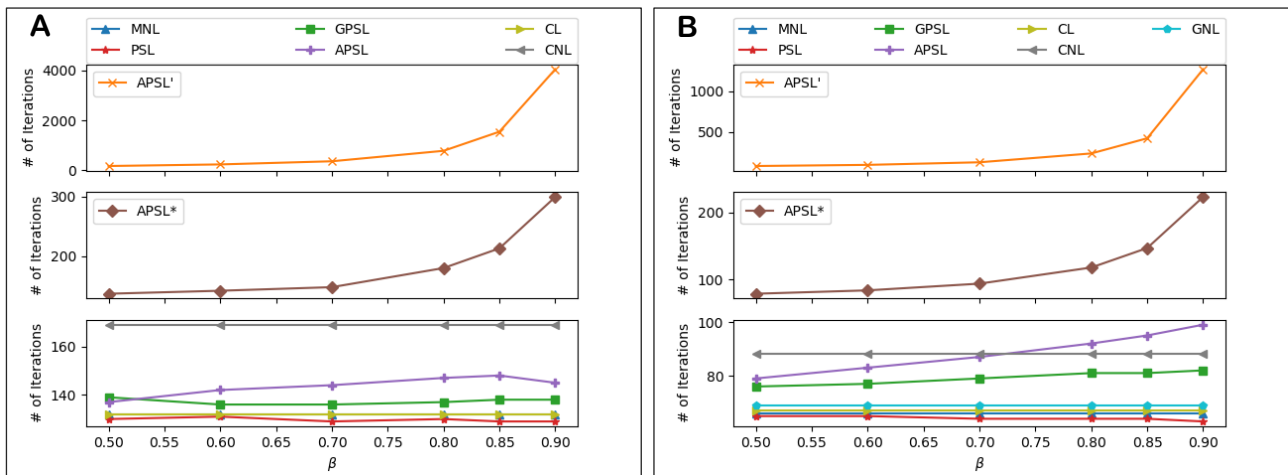 A
MNL GPSL CL
PSL APSL CNL
APSL'
# of Iterations
4000
2000
0
APSL*
# of Iterations
300
200
# of Iterations
160
140
0.50 0.55 0.60 0.65 0.70 0.75 0.80 0.85 0.90
β
B
MNL GPSL CL GNL
PSL APSL CNL
APSL'
# of Iterations
1000
500
APSL*
# of Iterations
200
100
# of Iterations
100
80
0.50 0.55 0.60 0.65 0.70 0.75 0.80 0.85 0.90
β